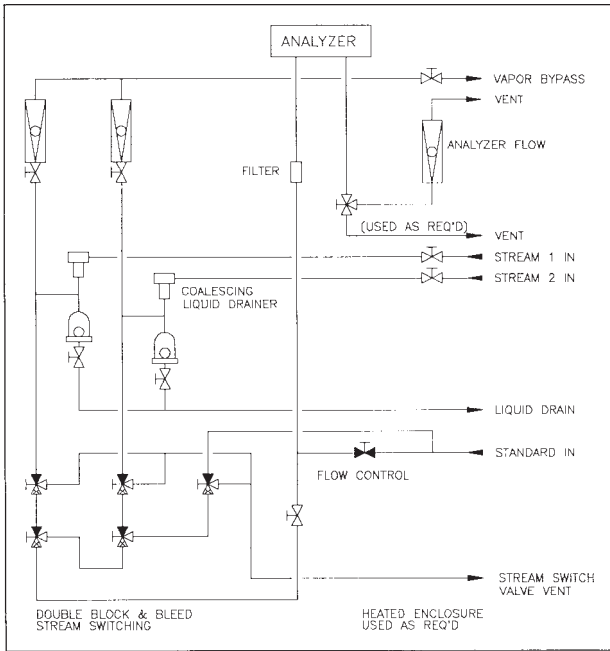 ANALYZER
VAPOR BYPASS
VENT
ANALYZER FLOW
FILTER
(USED AS REQ'D)
VENT
STREAM 1 IN
STREAM 2 IN
COALESCING
LIQUID DRAINER
LIQUID DRAIN
STANDARD IN
FLOW CONTROL
STREAM SWITCH
VALVE VENT
DOUBLE BLOCK & BLEED
STREAM SWITCHING
HEATED ENCLOSURE
USED AS REQ'D